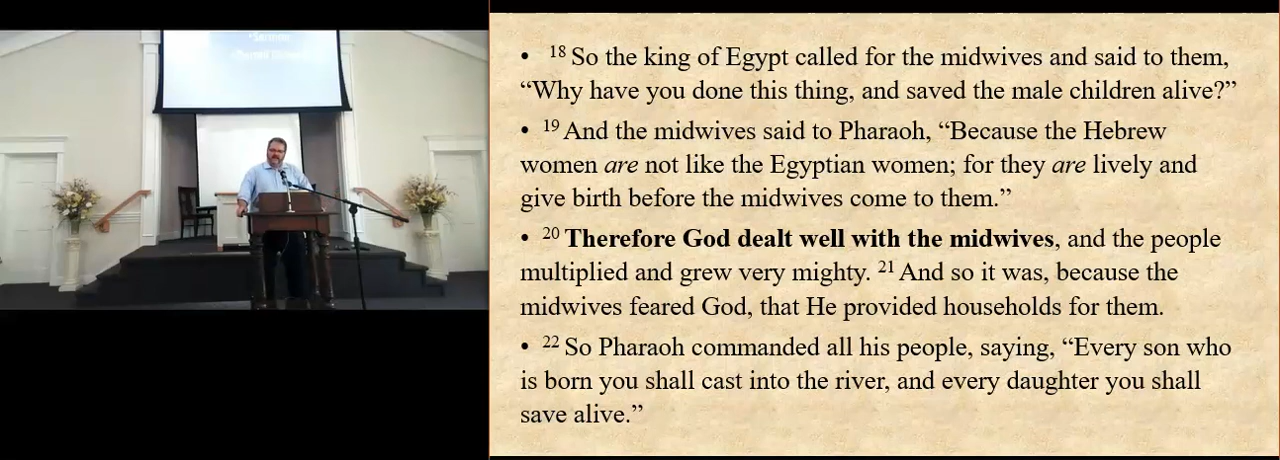 • 18 So the king of Egypt called for the midwives and said to them,
“Why have you done this thing, and saved the male children alive?”
• 19 And the midwives said to Pharaoh, “Because the Hebrew
women are not like the Egyptian women; for they are lively and
give birth before the midwives come to them.”
• 20 Therefore God dealt well with the midwives, and the people
multiplied and grew very mighty. 21 And so it was, because the
midwives feared God, that He provided households for them.
• 22 So Pharaoh commanded all his people, saying, “Every son who
is born you shall cast into the river, and every daughter you shall
save alive.”